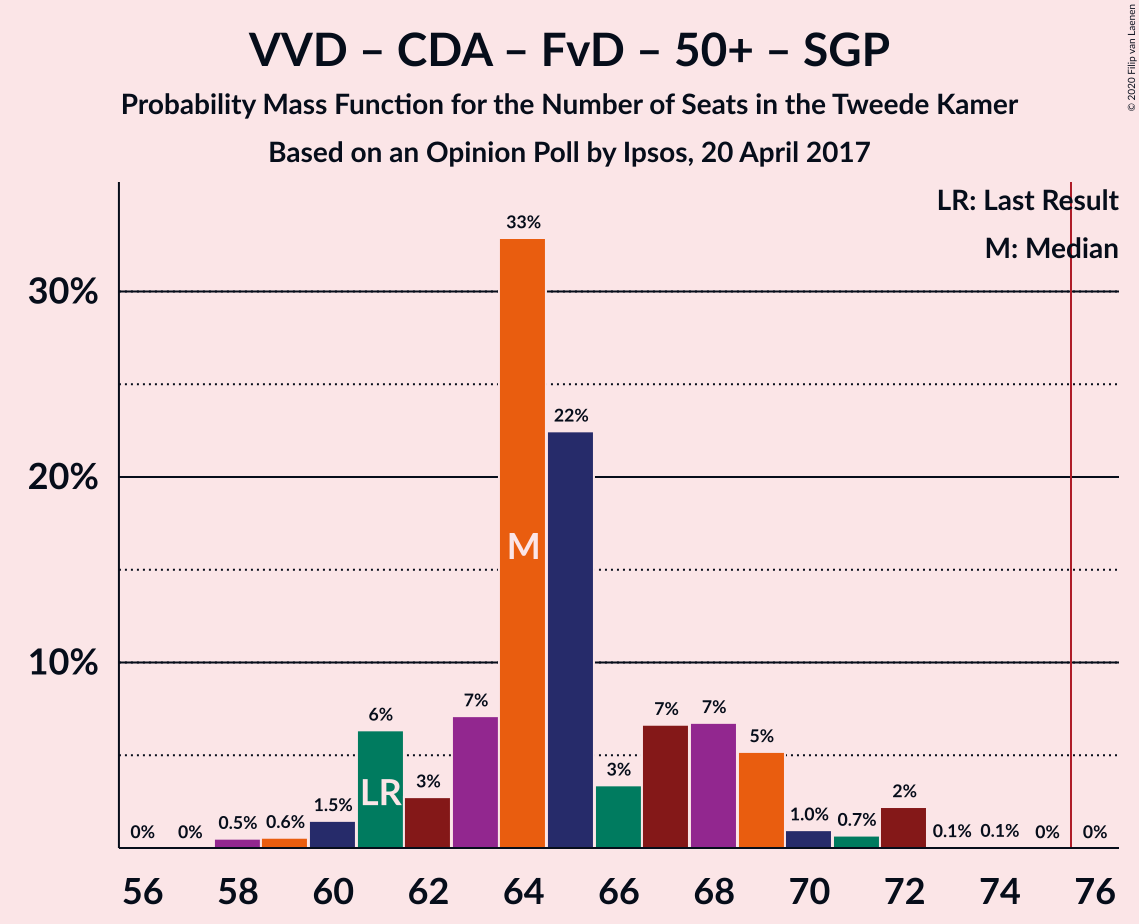 VVD – CDA – FvD – 50+ – SGP
Probability Mass Function for the Number of Seats in the Tweede Kamer
Based on an Opinion Poll by Ipsos, 20 April 2017
© 2020 Filip van Laenen
LR: Last Result
M: Median
30%
20%
10%
0% 0% 0.5% 0.6% 1.5% 6% 3% 7% 33% 22% 3% 7% 7% 5% 1.0% 0.7% 2% 0.1% 0.1% 0% 0%
LR
M
56 58 60 62 64 66 68 70 72 74 76